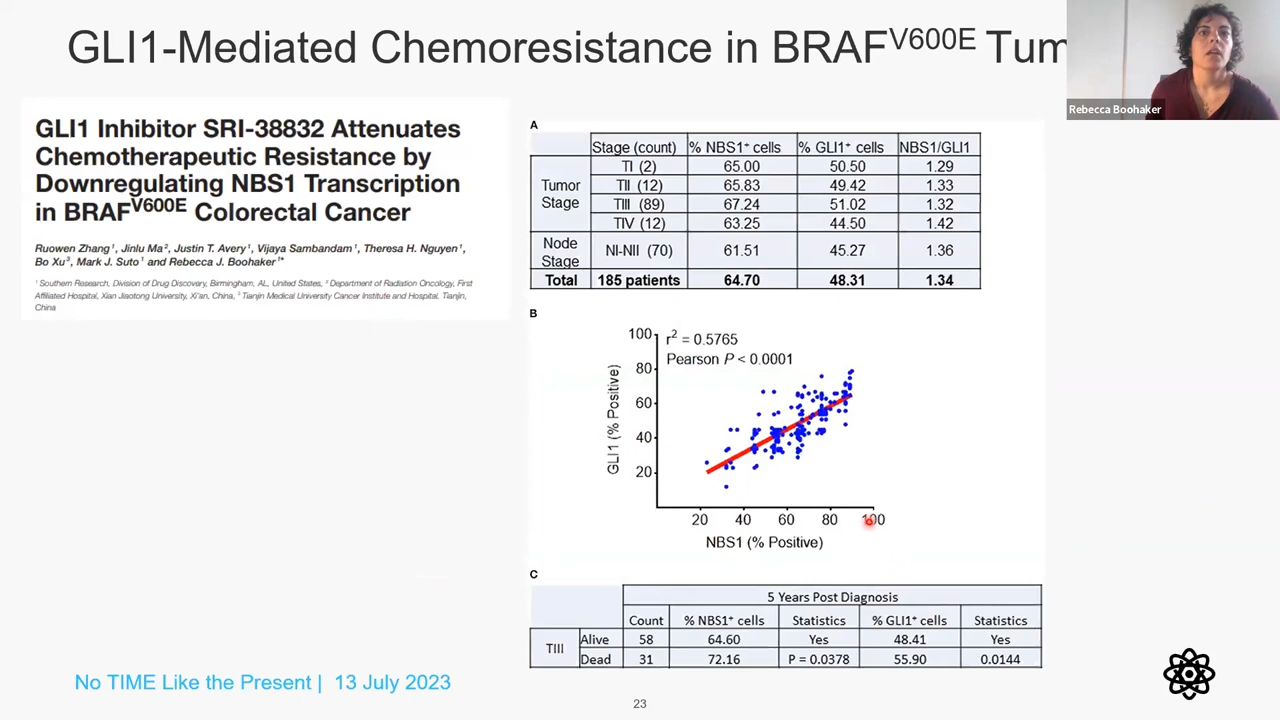 GLI1-Mediated Chemoresistance in BRAFV600E Tum
Rebecca Boohaker
GLI1 Inhibitor SRI-38832 Attenuates
Chemotherapeutic Resistance by
Downregulating NBS1 Transcription
in BRAFV600E Colorectal Cancer
Ruowen Zhang1, Jinlu Ma2, Justin T. Avery1, Vijaya Sambandam1, Theresa H. Nguyen1,
Bo Xu3, Mark J. Suto1 and Rebecca J. Boohaker1*
1 Southern Research, Division of Drug Discovery, Birmingham, AL, United States, 2 Department of Radiation Oncology, First
Affiliated Hospital, Xian Jiaotong University, Xi'an, China, 3 Tianjin Medical University Cancer Institute and Hospital, Tianjin,
China
A
Stage (count) % NBS1+ cells % GLI1+ cells NBS1/GLI1
Tumor Stage
TI (2) 65.00 50.50 1.29
TII (12) 65.83 49.42 1.33
TIII (89) 67.24 51.02 1.32
TIV (12) 63.25 44.50 1.42
Node Stage NI-NII (70) 61.51 45.27 1.36
Total 185 patients 64.70 48.31 1.34
B
r2 = 0.5765
Pearson P < 0.0001
GLI1 (% Positive)
100
80
60
40
20
20 40 60 80 100
NBS1 (% Positive)
C
5 Years Post Diagnosis
Count % NBS1+ cells Statistics % GLI1+ cells Statistics
TIII
Alive 58 64.60 Yes 48.41 Yes
Dead 31 72.16 P = 0.0378 55.90 0.0144
No TIME Like the Present | 13 July 2023
23